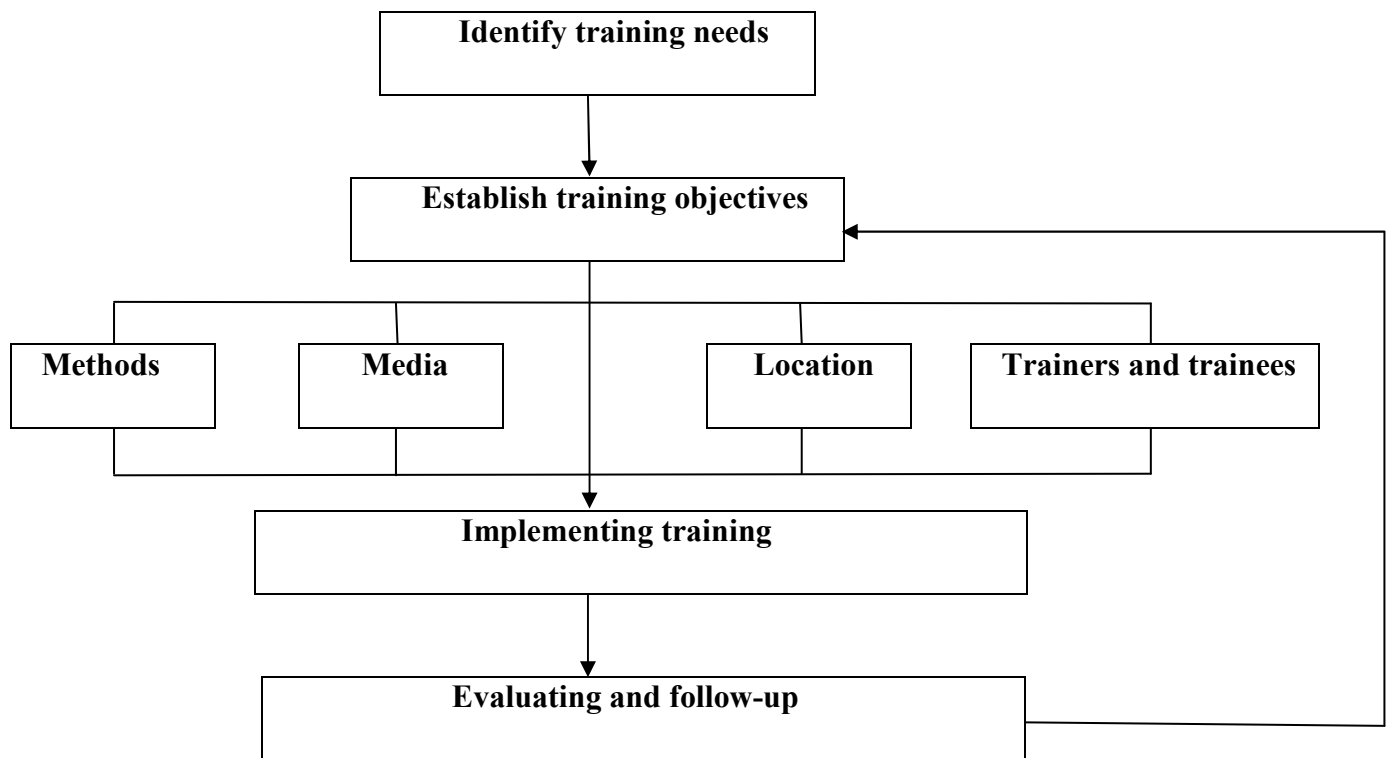 Identify training needs
Establish training objectives
Methods
Media
Location
Trainers and trainees
Implementing training
Evaluating and follow-up